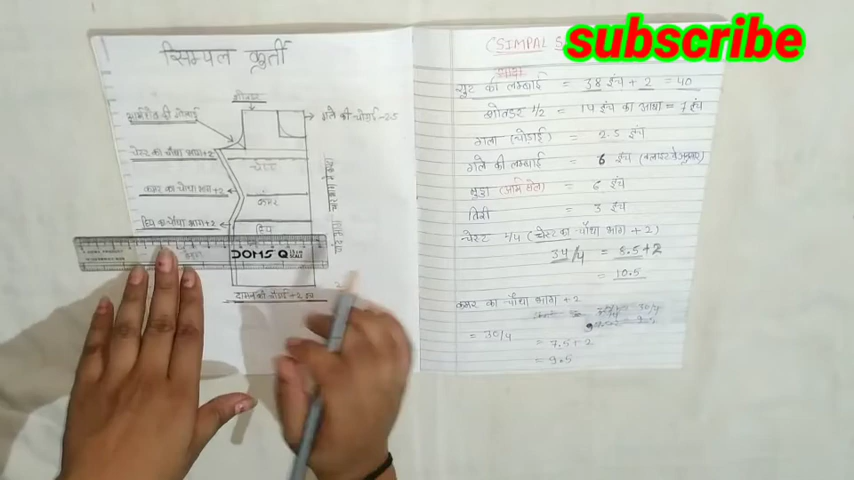 subscribe
सिम्पल कुर्ती
गले की चौड़ाई - 2.5
चेस्ट का चौथा भाग + 2
चेस्ट
कमर का चौथा भाग + 2
कमर
हिप का चौथा भाग + 2
हिप
DOMS Q
(SIMPAL S
सूट की लम्बाई = 38 इंच + 2 = 40
शोल्डर 1/2 = 14 इंच का आधा = 7 इंच
गला (चौड़ाई) = 2.5 इंच
गले की लम्बाई = 6 इंच
= 6 इंच
= 3 इंच
चेस्ट 1/4 (चेस्ट का चौथा भाग + 2)
34/4 = 8.5 + 2
= 10.5
कमर का चौथा भाग + 2
= 30/4 = 7.5 + 2
= 9.5